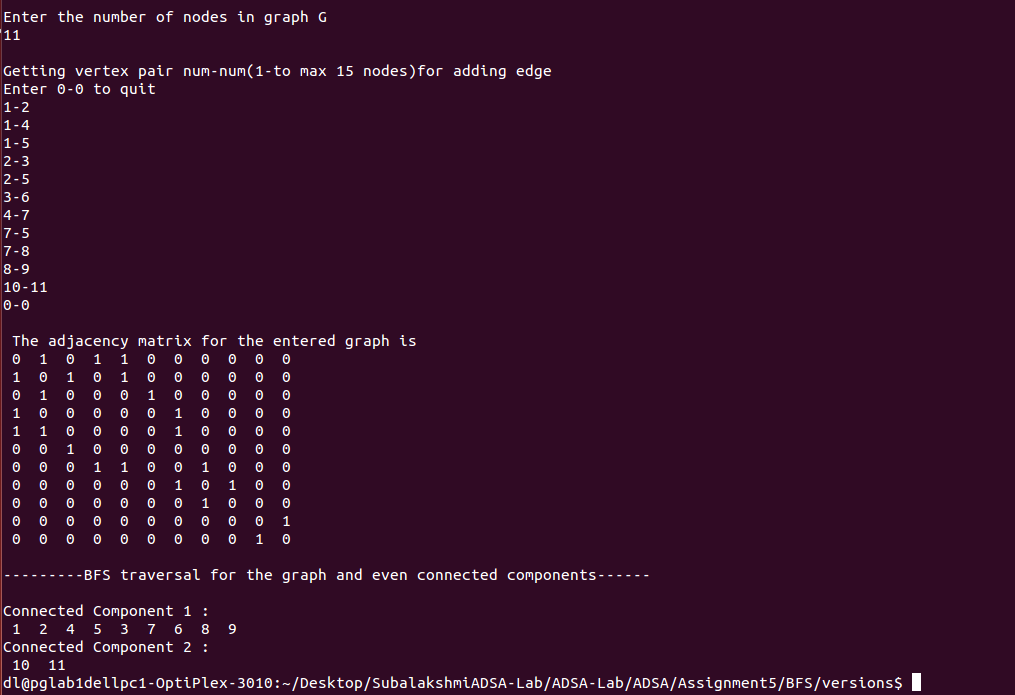 Enter the number of nodes in graph G
11
Getting vertex pair num-num(1-to max 15 nodes)for adding edge
Enter 0-0 to quit
1-2
1-4
1-5
2-3
2-5
3-6
4-7
7-5
7-8
8-9
10-11
0-0
The adjacency matrix for the entered graph is
0 1 0 1 1 0 0 0 0 0 0
1 0 1 0 1 0 0 0 0 0 0
0 1 0 0 0 1 0 0 0 0 0
1 0 0 0 0 0 1 0 0 0 0
1 1 0 0 0 0 1 0 0 0 0
0 0 1 0 0 0 0 0 0 0 0
0 0 0 1 1 0 0 1 0 0 0
0 0 0 0 0 0 1 0 1 0 0
0 0 0 0 0 0 0 1 0 0 0
0 0 0 0 0 0 0 0 0 0 1
0 0 0 0 0 0 0 0 0 1 0
---------BFS traversal for the graph and even connected components------
Connected Component 1 :
1 2 4 5 3 7 6 8 9
Connected Component 2 :
10 11
dl@pglab1dellpc1-OptiPlex-3010:~/Desktop/SubalakshmiADSA-Lab/ADSA-Lab/ADSA/Assignment5/BFS/versions$